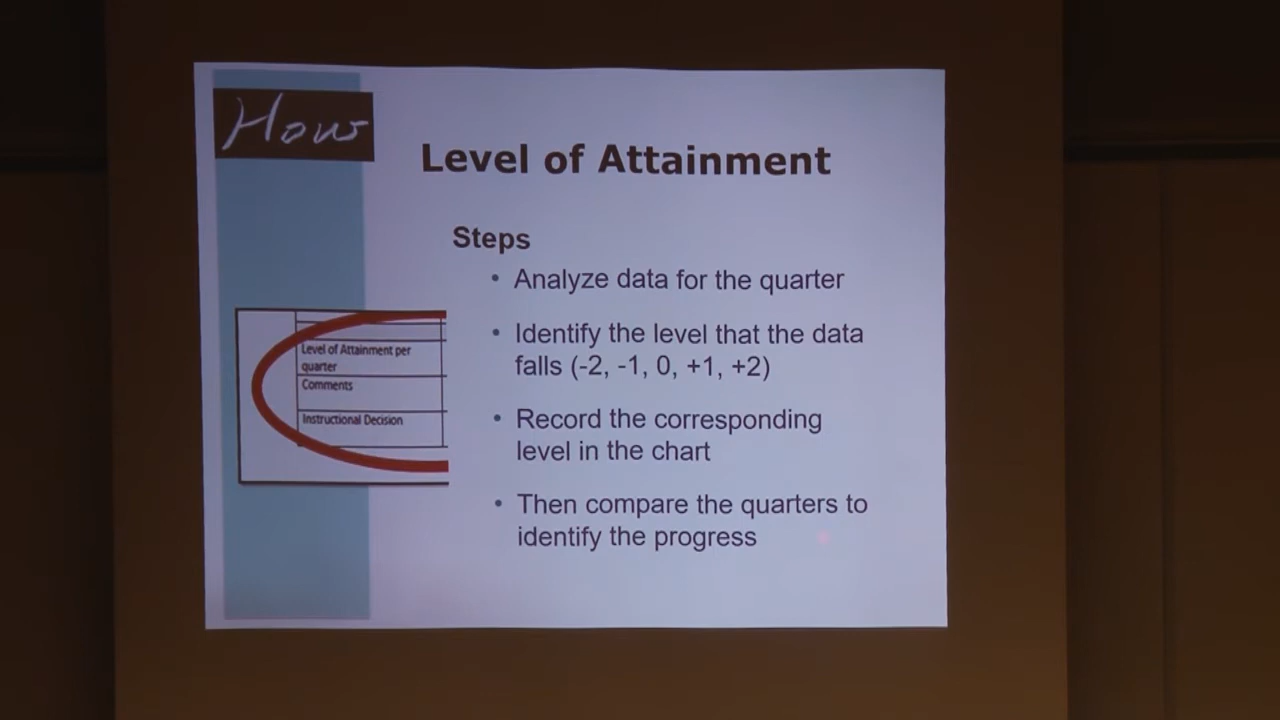 How
Level of Attainment
Steps
• Analyze data for the quarter
• Identify the level that the data
falls (-2, -1, 0, +1, +2)
• Record the corresponding
level in the chart
• Then compare the quarters to
identify the progress
Level of Attainment per
quarter
Comments
Instructional Decision